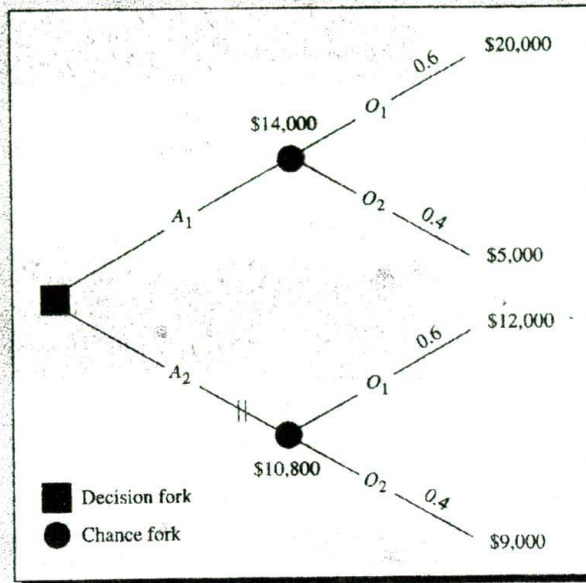 0.6
$20,000
O₁
$14,000
O₂
0.4
A₁
$5,000
$12,000
0.6
A₂
O₁
$10,800
O₂
0.4
$9,000
Decision fork
Chance fork